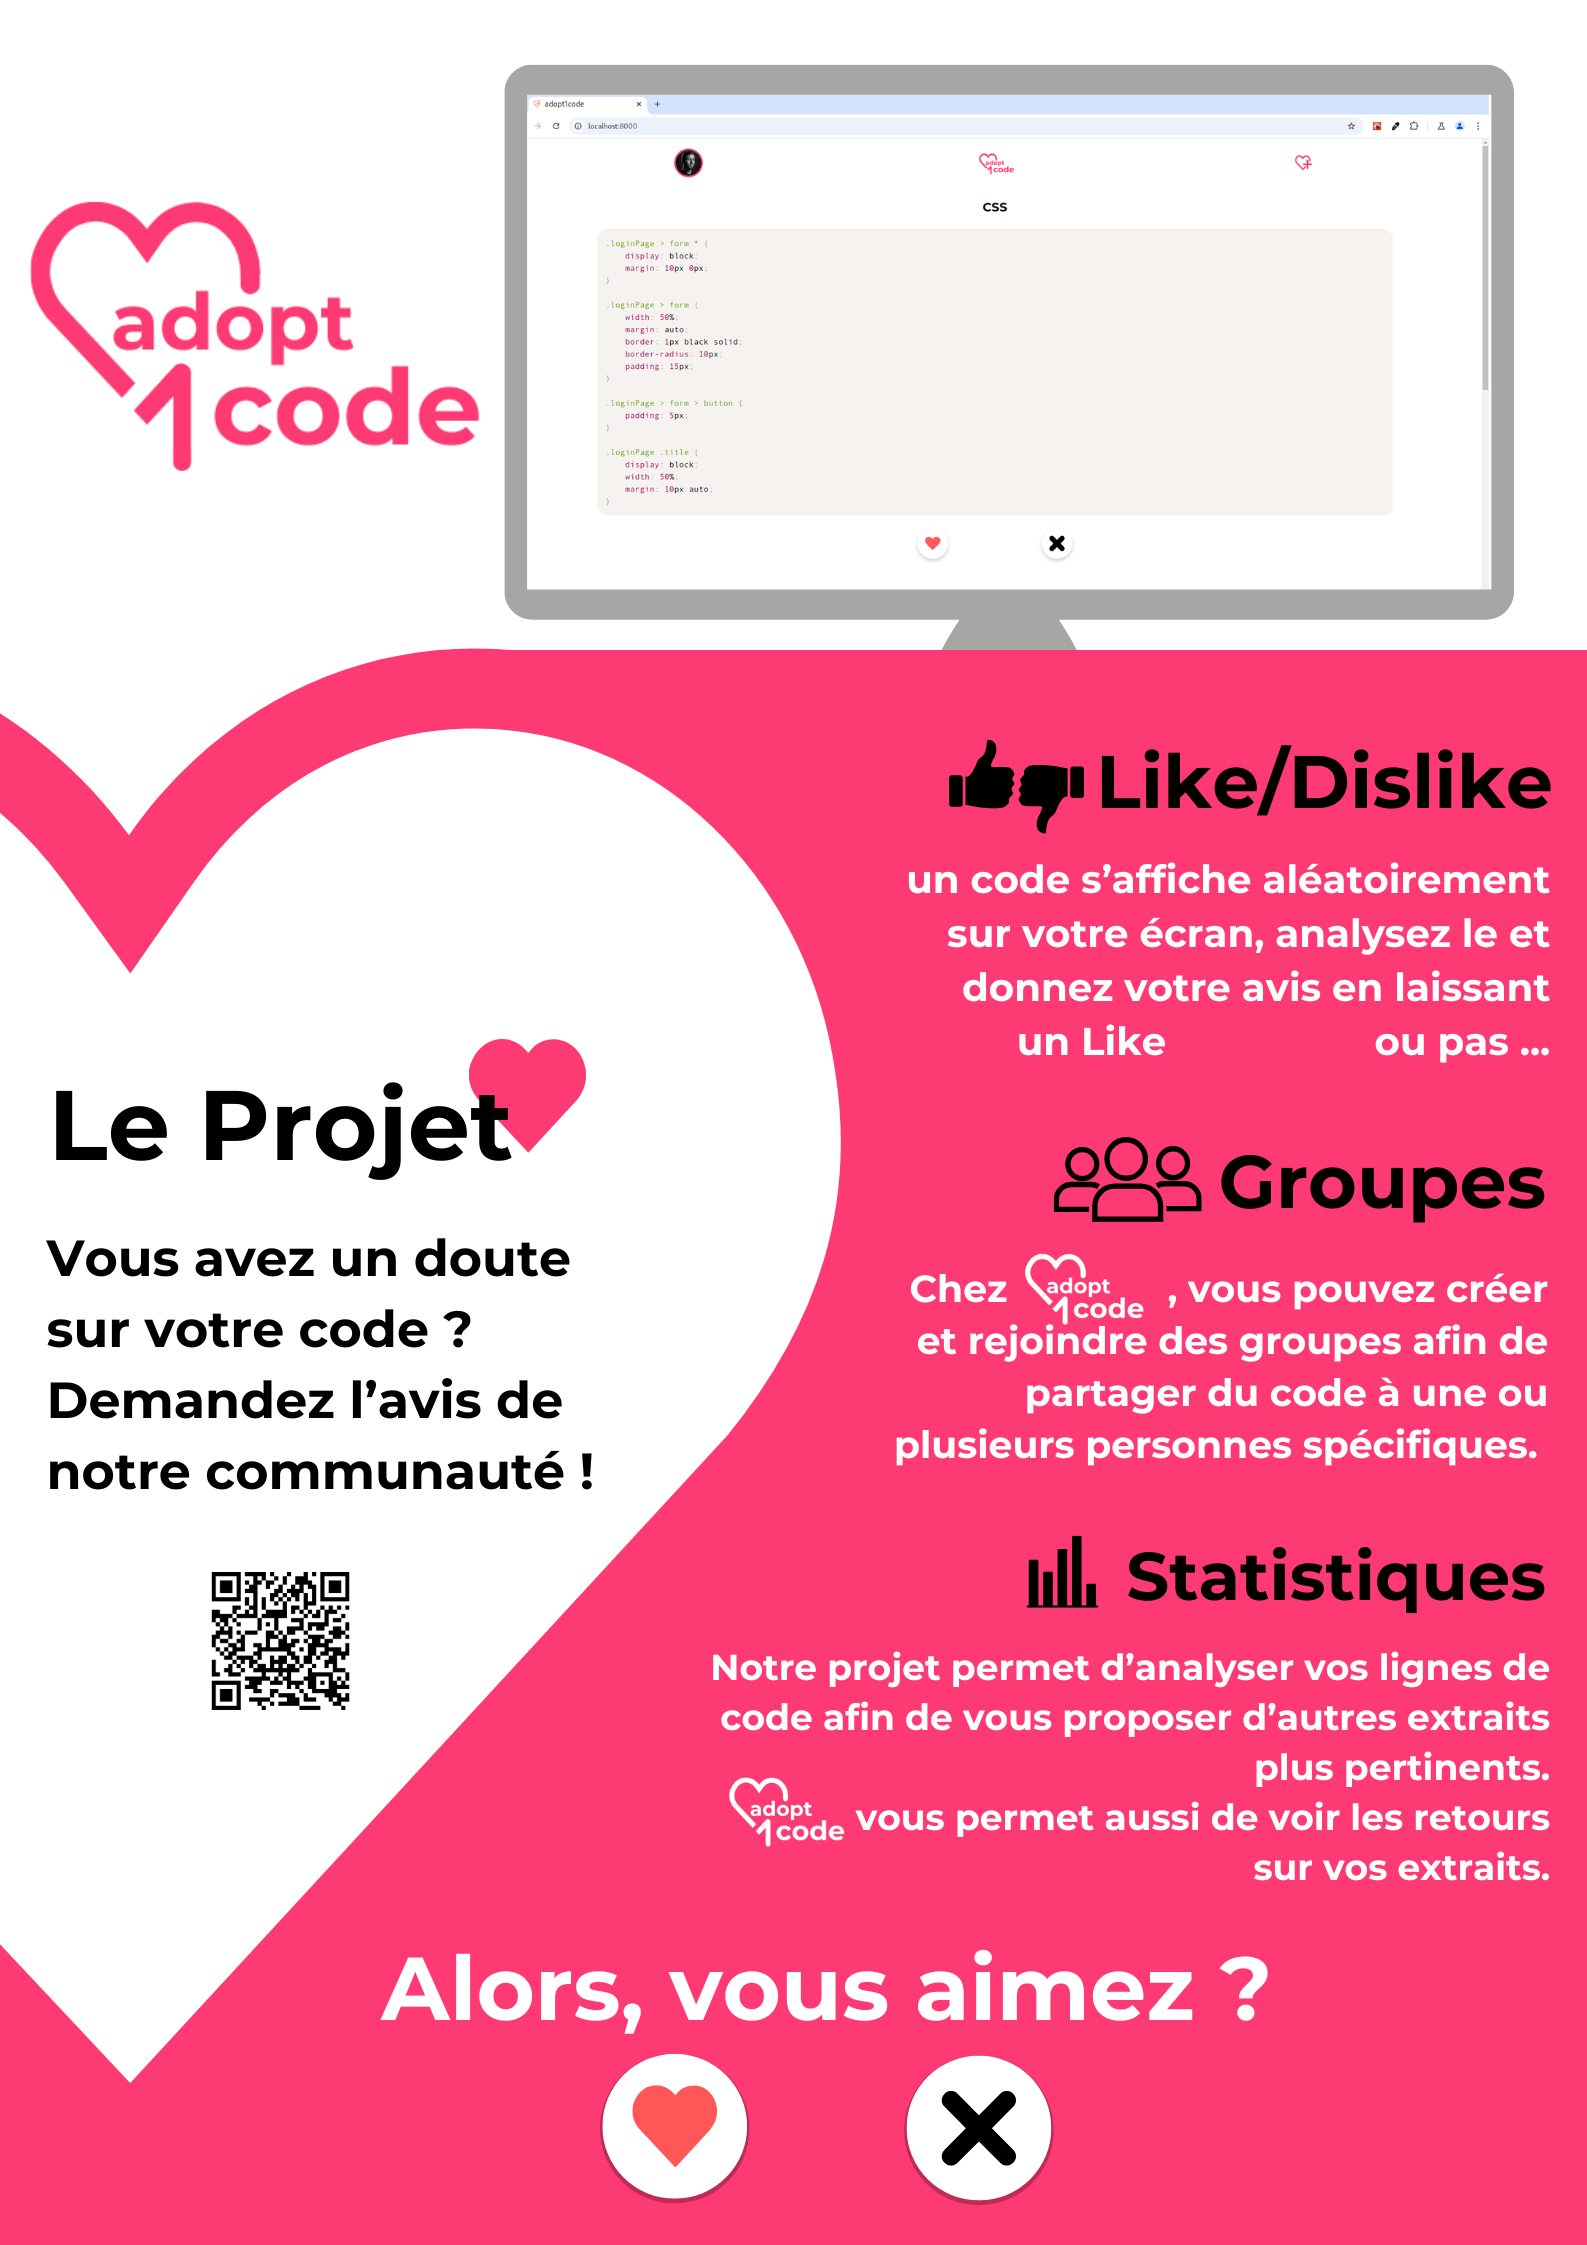 adopt
1code
adopt1code
localhost:8000
adopt
1code
CSS
.loginPage > form * {
display: block;
margin: 10px 0px;
}
.loginPage > form {
width: 50%;
margin: auto;
border: 1px black solid;
border-radius: 10px;
padding: 15px;
}
.loginPage > form > button {
padding: 5px;
}
.loginPage .title {
display: block;
width: 50%;
margin: 10px auto;
}
Le Projet
Vous avez un doute
sur votre code ?
Demandez l’avis de
notre communauté !
Like/Dislike
un code s’affiche aléatoirement
sur votre écran, analysez le et
donnez votre avis en laissant
un Like ou pas ...
Groupes
Chez adopt 1code , vous pouvez créer
et rejoindre des groupes afin de
partager du code à une ou
plusieurs personnes spécifiques.
Statistiques
Notre projet permet d’analyser vos lignes de
code afin de vous proposer d’autres extraits
plus pertinents.
adopt 1code vous permet aussi de voir les retours
sur vos extraits.
Alors, vous aimez ?